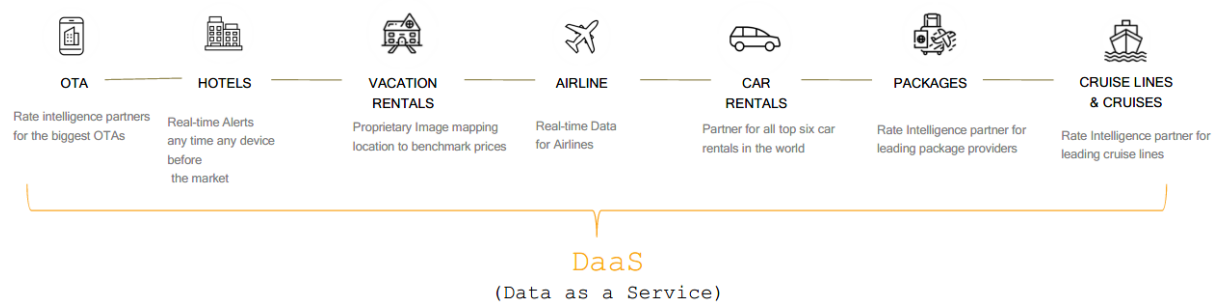 OTA
Rate intelligence partners
for the biggest OTAs
HOTELS
Real-time Alerts
any time any device
before
the market
VACATION
RENTALS
Proprietary Image mapping
location to benchmark prices
AIRLINE
Real-time Data
for Airlines
CAR
RENTALS
Partner for all top six car
rentals in the world
PACKAGES
Rate Intelligence partner for
leading package providers
CRUISE LINES
& CRUISES
Rate Intelligence partner for
leading cruise lines
DaaS
(Data as a Service)